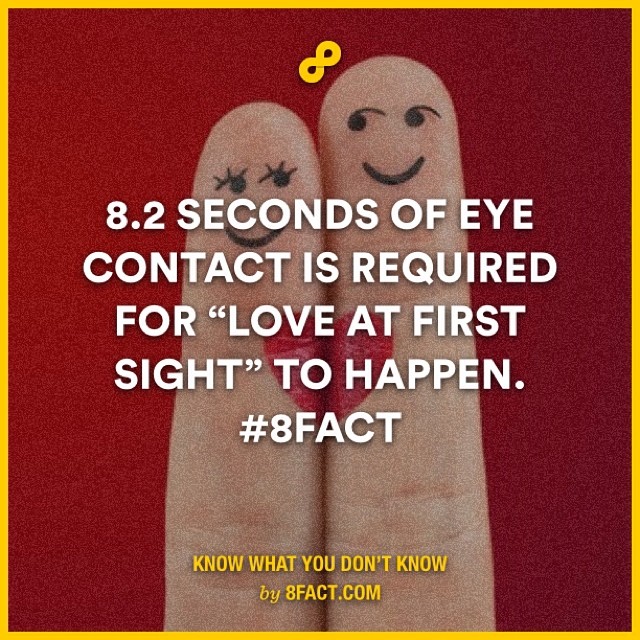 8.2 SECONDS OF EYE
CONTACT IS REQUIRED
FOR “LOVE AT FIRST
SIGHT” TO HAPPEN.
#8FACT
KNOW WHAT YOU DON’T KNOW
by 8FACT.COM